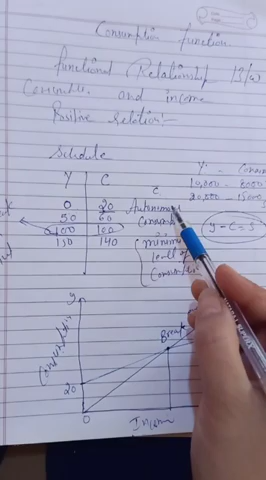 Consumption function
Functional Relationship B/w
Consumption and income
Positive Relation:-
Schedule
Y C
0 20 Autonomous
50 60 Consum
100 100 (minimum
150 140 level of
Consum
Y
10,000 - 8000
20,000 - 15000
Y-C=S
C
y
Consumption
20
0
Income
Break